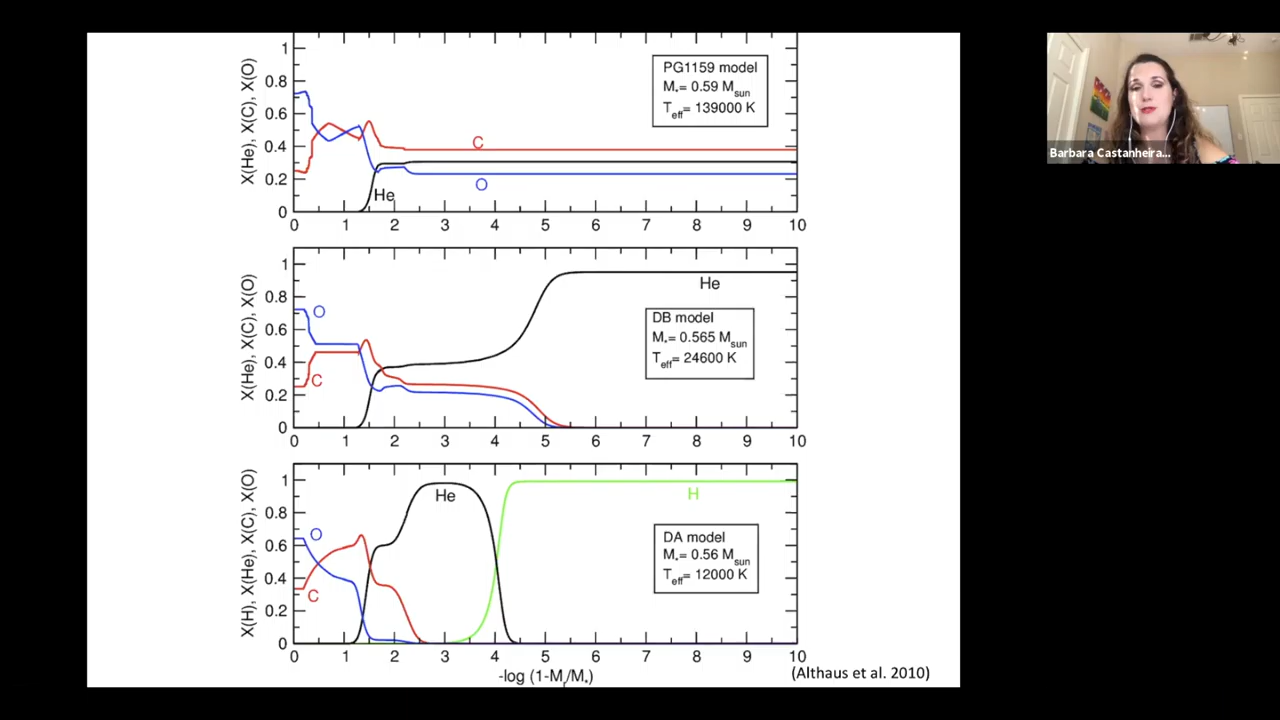 1
0.8
0.6
0.4
0.2
0
X(He), X(C), X(O)
PG1159 model
M*= 0.59 Msun
Teff= 139000 K
C
He
O
0 1 2 3 4 5 6 7 8 9 10
1
0.8
0.6
0.4
0.2
0
X(He), X(C), X(O)
O
C
He
DB model
M*= 0.565 Msun
Teff= 24600 K
0 1 2 3 4 5 6 7 8 9 10
1
0.8
0.6
0.4
0.2
0
X(H), X(He), X(C), X(O)
O
C
He
H
DA model
M*= 0.56 Msun
Teff= 12000 K
0 1 2 3 4 5 6 7 8 9 10
-log (1-Mr/M*)
(Althaus et al. 2010)
Barbara Castanheira...